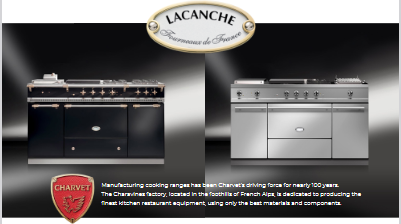 LACANCHE
Fourneaux de France
CHARVET
Manufacturing cooking ranges has been Charvet's driving force for nearly 100 years.
The Charavines factory, located in the foothills of French Alps, is dedicated to producing the
finest kitchen restaurant equipment, using only the best materials and components.